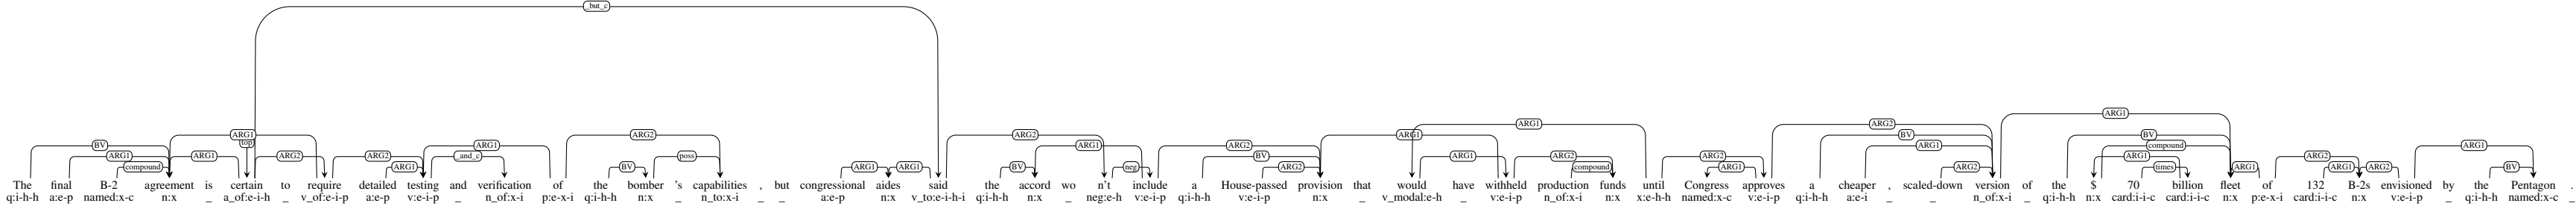 _but_c
ARG1
ARG1
ARG2
BV
ARG1
top
ARG1
ARG2
ARG1
ARG1
ARG2
BV
BV
ARG1
ARG1
ARG2
ARG2
_and_c
poss
ARG1
ARG1
BV
ARG1
ARG2
ARG2
BV
ARG1
compound
ARG1
compound
ARG1
BV
neg
ARG2
compound
ARG1
ARG2
times
ARG1
ARG1
ARG2
BV
The final B-2 agreement is certain to require detailed testing and verification of the bomber 's capabilities , but congressional aides said the accord wo n't include a House-passed provision that would have withheld production funds until Congress approves a cheaper , scaled-down version of the $ 70 billion fleet of 132 B-2s envisioned by the Pentagon .
q:i-h-h a:e-p named:x-c n:x _ a_of:e-i-h _ v_of:e-i-p a:e-p v:e-i-p _ n_of:x-i p:e-x-i q:i-h-h n:x _ n_to:x-i _ _ a:e-p n:x v_to:e-i-h-i q:i-h-h n:x _ neg:e-h v:e-i-p q:i-h-h v:e-i-p n:x _ v_modal:e-h _ v:e-i-p n_of:x-i n:x x:e-h-h named:x-c v:e-i-p q:i-h-h a:e-i _ _ n_of:x-i _ q:i-h-h n:x card:i-i-c card:i-i-c n:x p:e-x-i card:i-i-c n:x v:e-i-p _ q:i-h-h named:x-c _